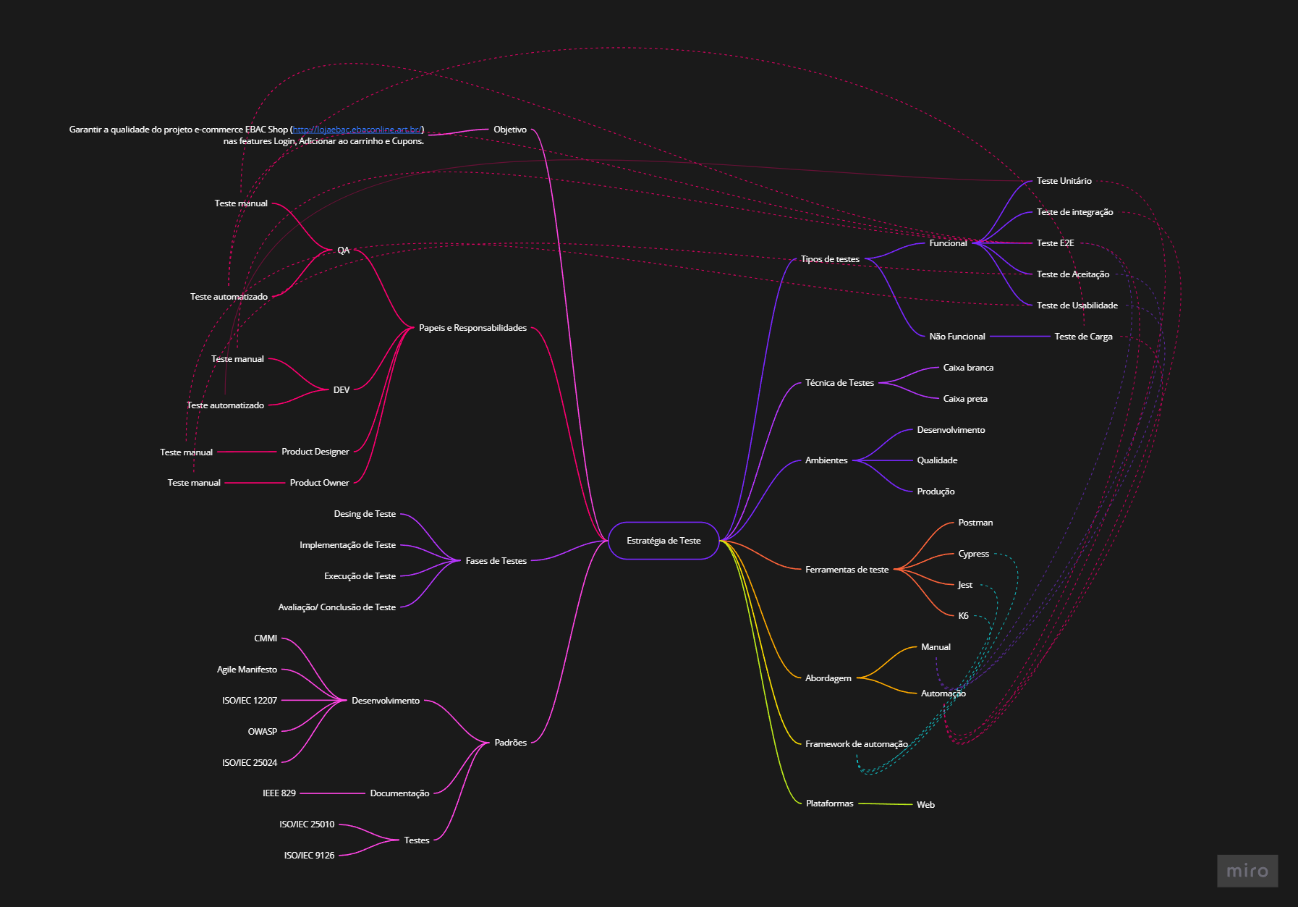 Garantir a qualidade do projeto e-commerce EBAC Shop (http://lojaebac.ebaconline.art.br/)
nas features Login, Adicionar ao carrinho e Cupons.
Objetivo
Teste manual
QA
Teste automatizado
Papeis e Responsabilidades
Teste manual
DEV
Teste automatizado
Teste manual
Product Designer
Teste manual
Product Owner
Desing de Teste
Implementação de Teste
Fases de Testes
Execução de Teste
Avaliação/ Conclusão de Teste
CMMI
Agile Manifesto
ISO/IEC 12207
Desenvolvimento
OWASP
ISO/IEC 25024
Padrões
IEEE 829
Documentação
ISO/IEC 25010
Testes
ISO/IEC 9126
Estratégia de Teste
Tipos de testes
Funcional
Teste Unitário
Teste de integração
Teste E2E
Teste de Aceitação
Teste de Usabilidade
Não Funcional
Teste de Carga
Técnica de Testes
Caixa branca
Caixa preta
Ambientes
Desenvolvimento
Qualidade
Produção
Ferramentas de teste
Postman
Cypress
Jest
K6
Abordagem
Manual
Automação
Framework de automação
Plataformas
Web
miro